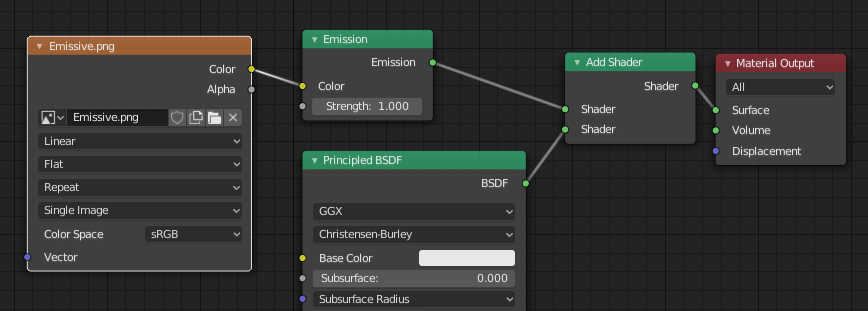 Emissive.png
Color
Alpha
Emissive.png
Linear
Flat
Repeat
Single Image
Color Space sRGB
Vector
Emission
Emission
Color
Strength: 1.000
Principled BSDF
BSDF
GGX
Christensen-Burley
Base Color
Subsurface: 0.000
Subsurface Radius
Add Shader
Shader
Shader
Shader
Material Output
All
Surface
Volume
Displacement